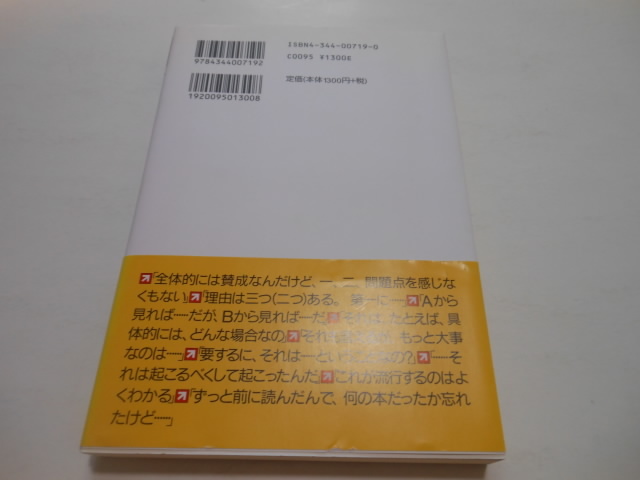 ISBN4-344-00719-0
C0095 ¥1300E
9784344007192
定価(本体1300円+税)
1920095013008
「全体的には賛成なんだけど、一、二、問題点を感じな
くもない」「理由は三つ(二つ)ある。第一に…」「Aから
見れば……だが、Bから見れば…だ」「それは、たとえば、具
体的には、どんな場合なの」「それも
もっと大事
なのは……」「要するに、それは…ということなの?」「……そ
れは起こるべくして起こったんだ」「これが流行するのはよ
くわかる」「ずっと前に読んだんで、何の本だったか忘れ
たけど……」